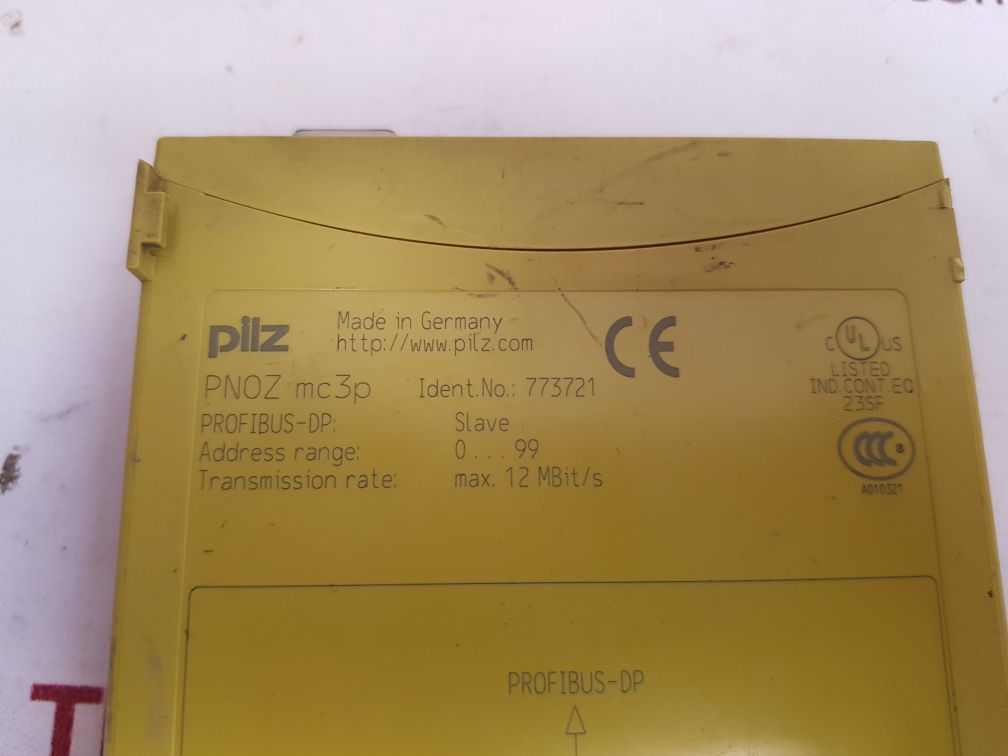 pilz
Made in Germany
http://www.pilz.com
CE
PNOZ mc3p Ident.No.: 773721
PROFIBUS-DP: Slave
Address range: 0 . . . 99
Transmission rate: max. 12 MBit/s
C UL US
LISTED
IND.CONT.EQ
23SF
CCC S
A010321
PROFIBUS-DP
T